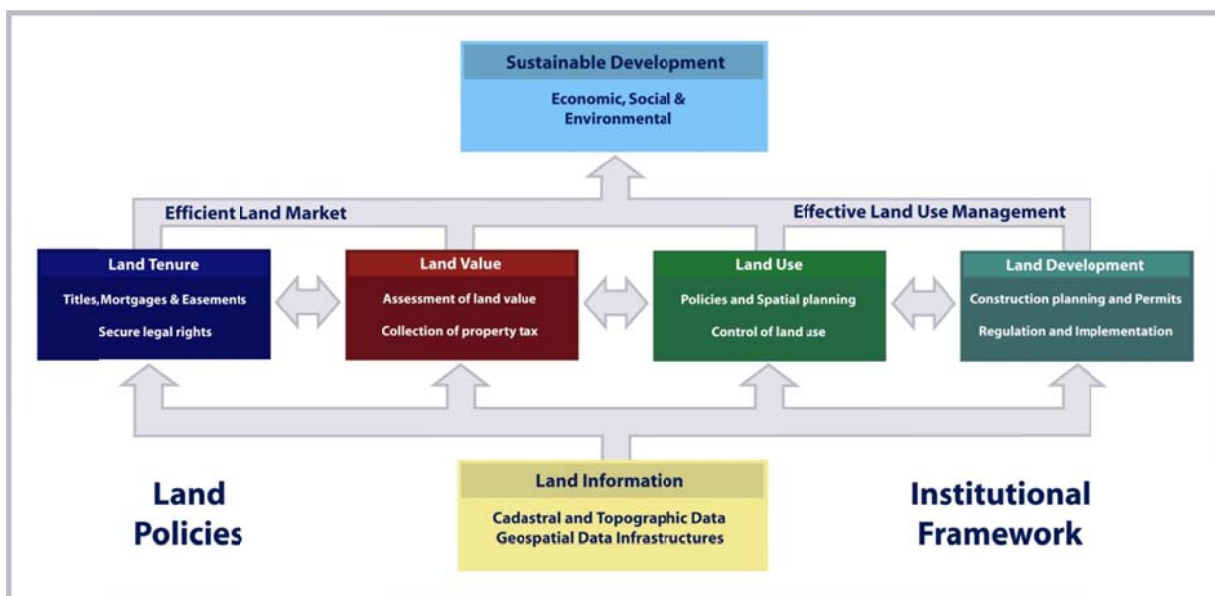 Sustainable Development
Economic, Social &
Environmental
Efficient Land Market
Effective Land Use Management
Land Tenure
Titles, Mortgages & Easements
Secure legal rights
Land Value
Assessment of land value
Collection of property tax
Land Use
Policies and Spatial planning
Control of land use
Land Development
Construction planning and Permits
Regulation and Implementation
Land
Policies
Land Information
Cadastral and Topographic Data
Geospatial Data Infrastructures
Institutional
Framework